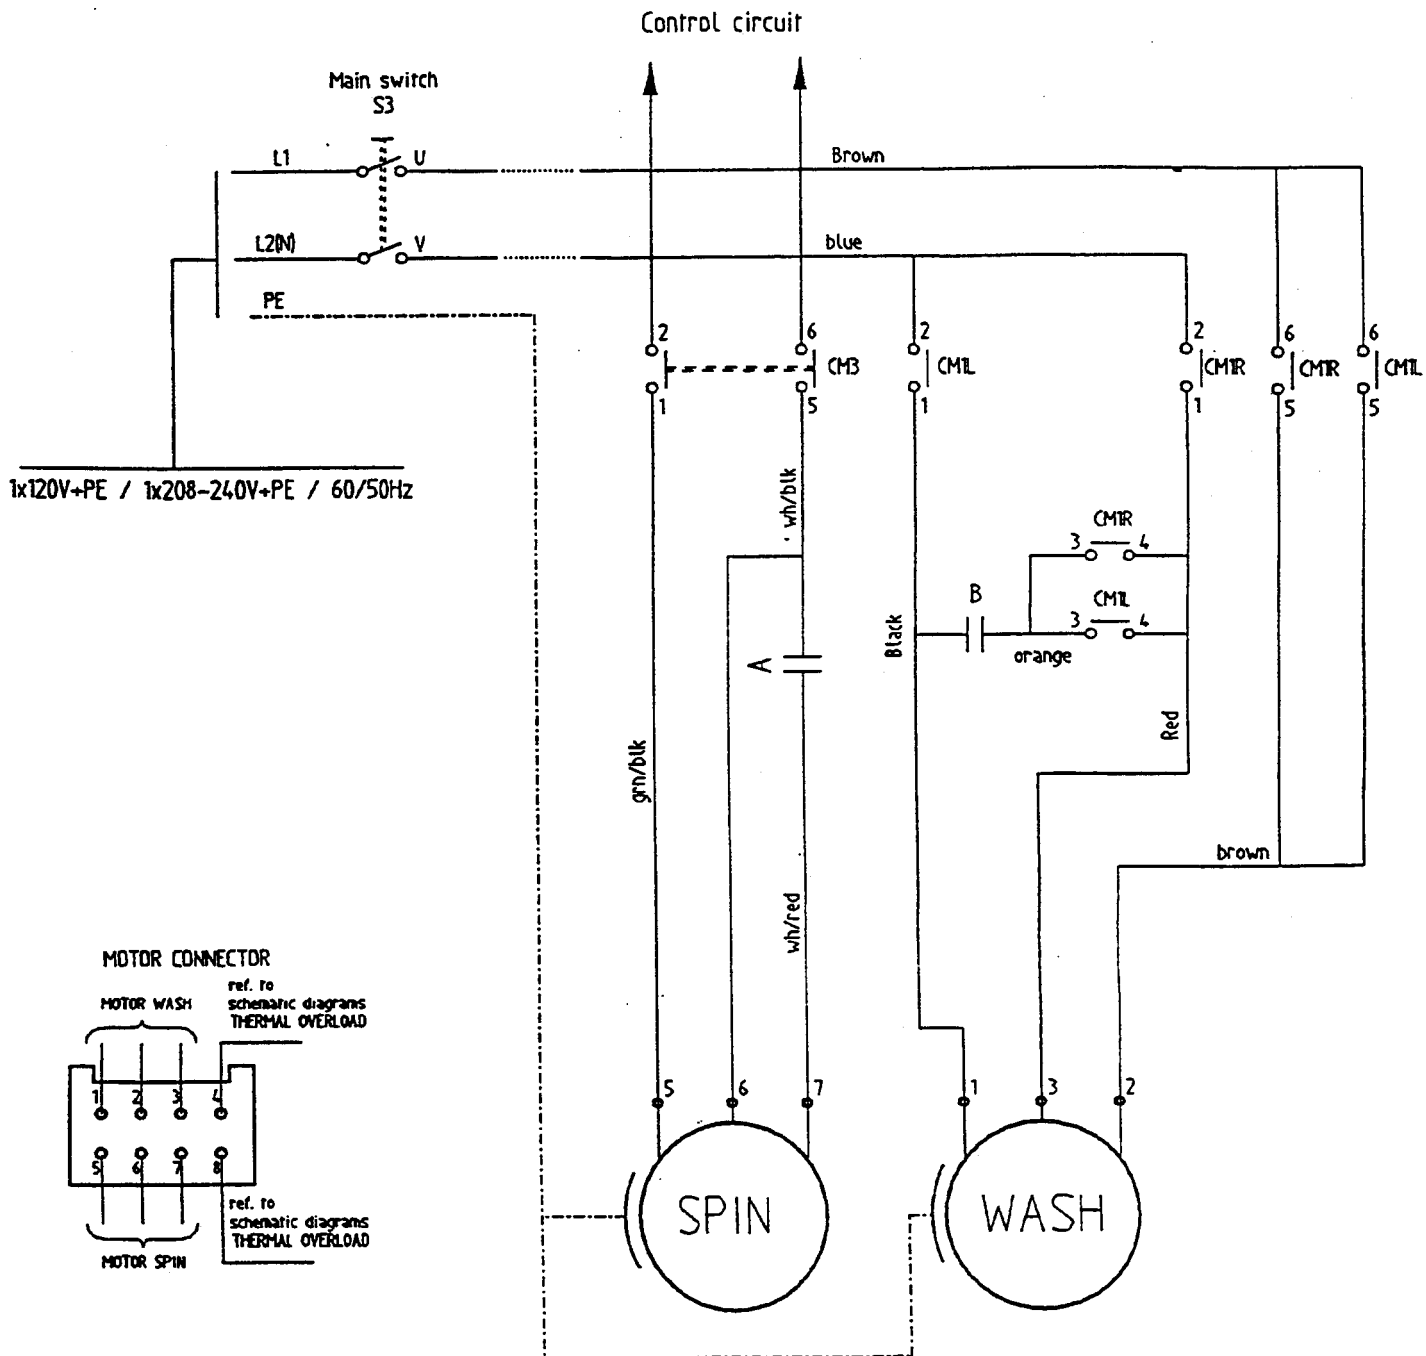 Control circuit
Main switch
S3
L1
U
Brown
L2(N)
V
blue
PE
2
6
2
2
6
6
CM3
CM1L
CM1R
CM1R
CM1L
1
5
1
1
5
5
1x120V+PE / 1x208-240V+PE / 60/50Hz
wh/blk
CM1R
3
4
B
CM1L
3
4
Black
orange
A
Red
grn/blk
brown
wh/red
MOTOR CONNECTOR
ref. to
schematic diagrams
THERMAL OVERLOAD
MOTOR WASH
1
2
3
4
5
6
7
8
ref. to
schematic diagrams
THERMAL OVERLOAD
MOTOR SPIN
5
6
7
1
3
2
SPIN
WASH